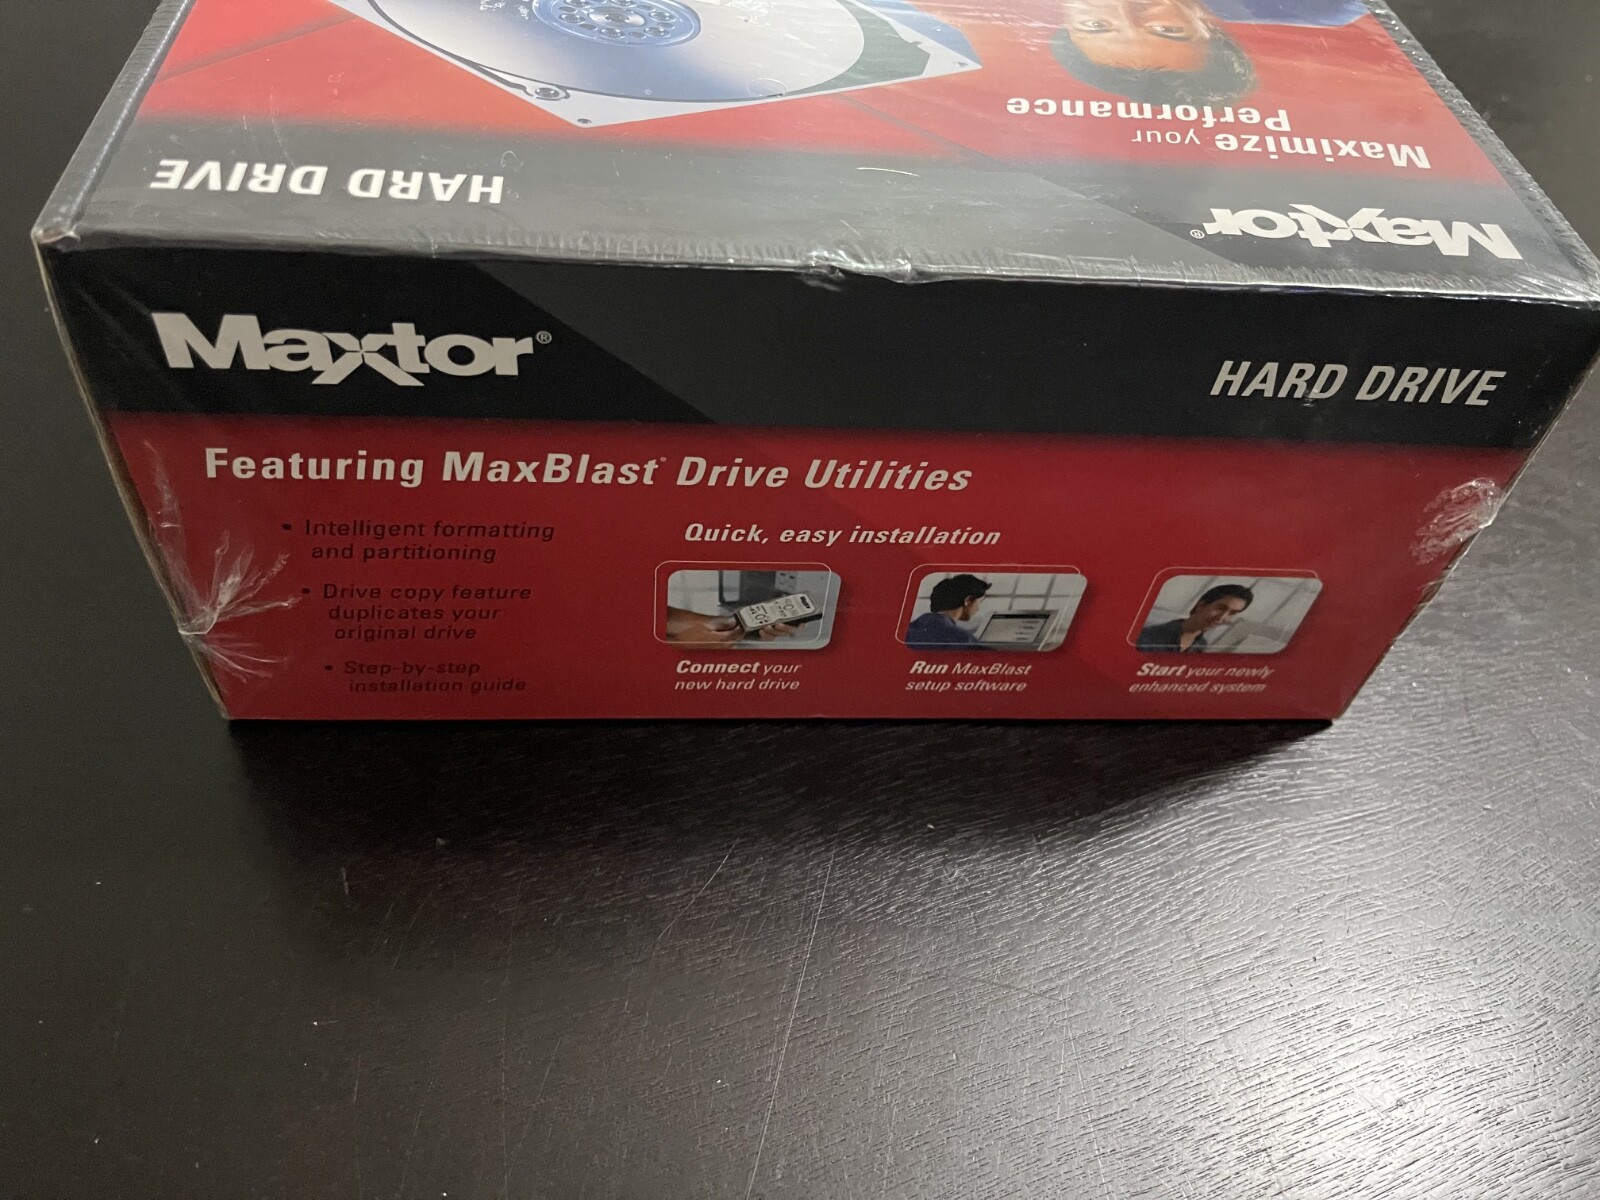 Maximize your
Performance
Maxtor®
HARD DRIVE
Maxtor®
HARD DRIVE
Featuring MaxBlast Drive Utilities
• Intelligent formatting
and partitioning
• Drive copy feature
duplicates your
original drive
• Step-by-step
installation guide
Quick, easy installation
Connect your
new hard drive
Run MaxBlast
setup software
Start your newly
enhanced system